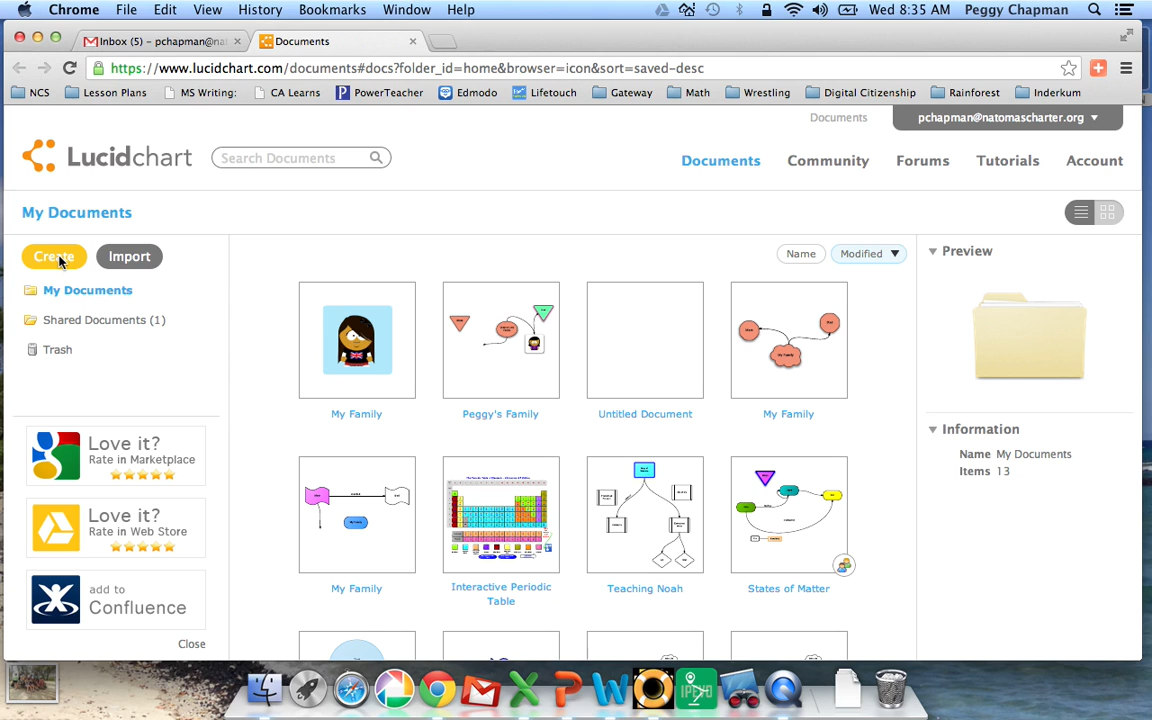 Chrome File Edit View History Bookmarks Window Help Wed 8:35 AM Peggy Chapman
Inbox (5) – pchapman@na
Documents
https://www.lucidchart.com/documents#docs?folder_id=home&browser=icon&sort=saved-desc
NCS Lesson Plans MS Writing: CA Learns PowerTeacher Edmodo Lifetouch Gateway Math Wrestling Digital Citizenship Rainforest Inderkum
Documents pchapman@natomascharter.org
Lucidchart Search Documents Documents Community Forums Tutorials Account
My Documents
Create Import
Name Modified
Preview
My Documents
Shared Documents (1)
Trash
My Family Peggy's Family Untitled Document My Family
Information
Name My Documents
Items 13
Love it?
Rate in Marketplace
Love it?
Rate in Web Store
add to
Confluence
Close
My Family Interactive Periodic Table Teaching Noah States of Matter
IPEVO